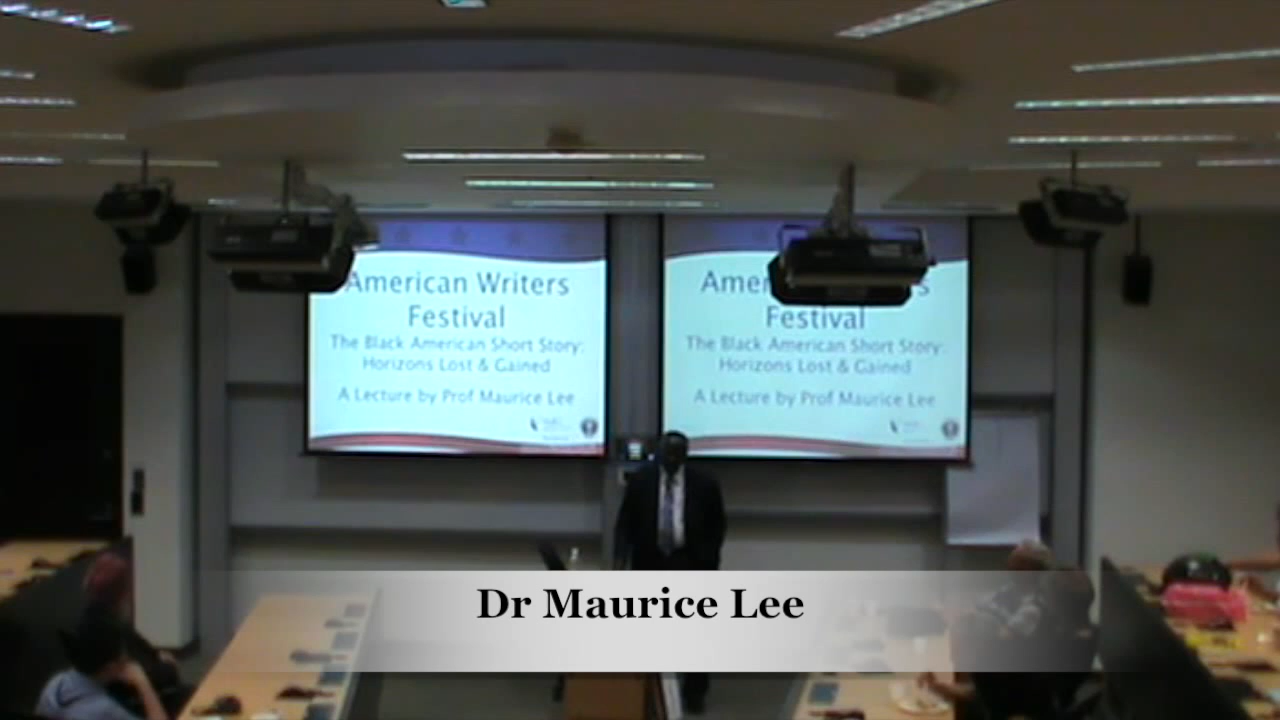 American Writers
Festival
The Black American Short Story:
Horizons Lost & Gained
A Lecture by Prof Maurice Lee
Festival
The Black American Short Story:
Horizons Lost & Gained
A Lecture by Prof Maurice Lee
Dr Maurice Lee